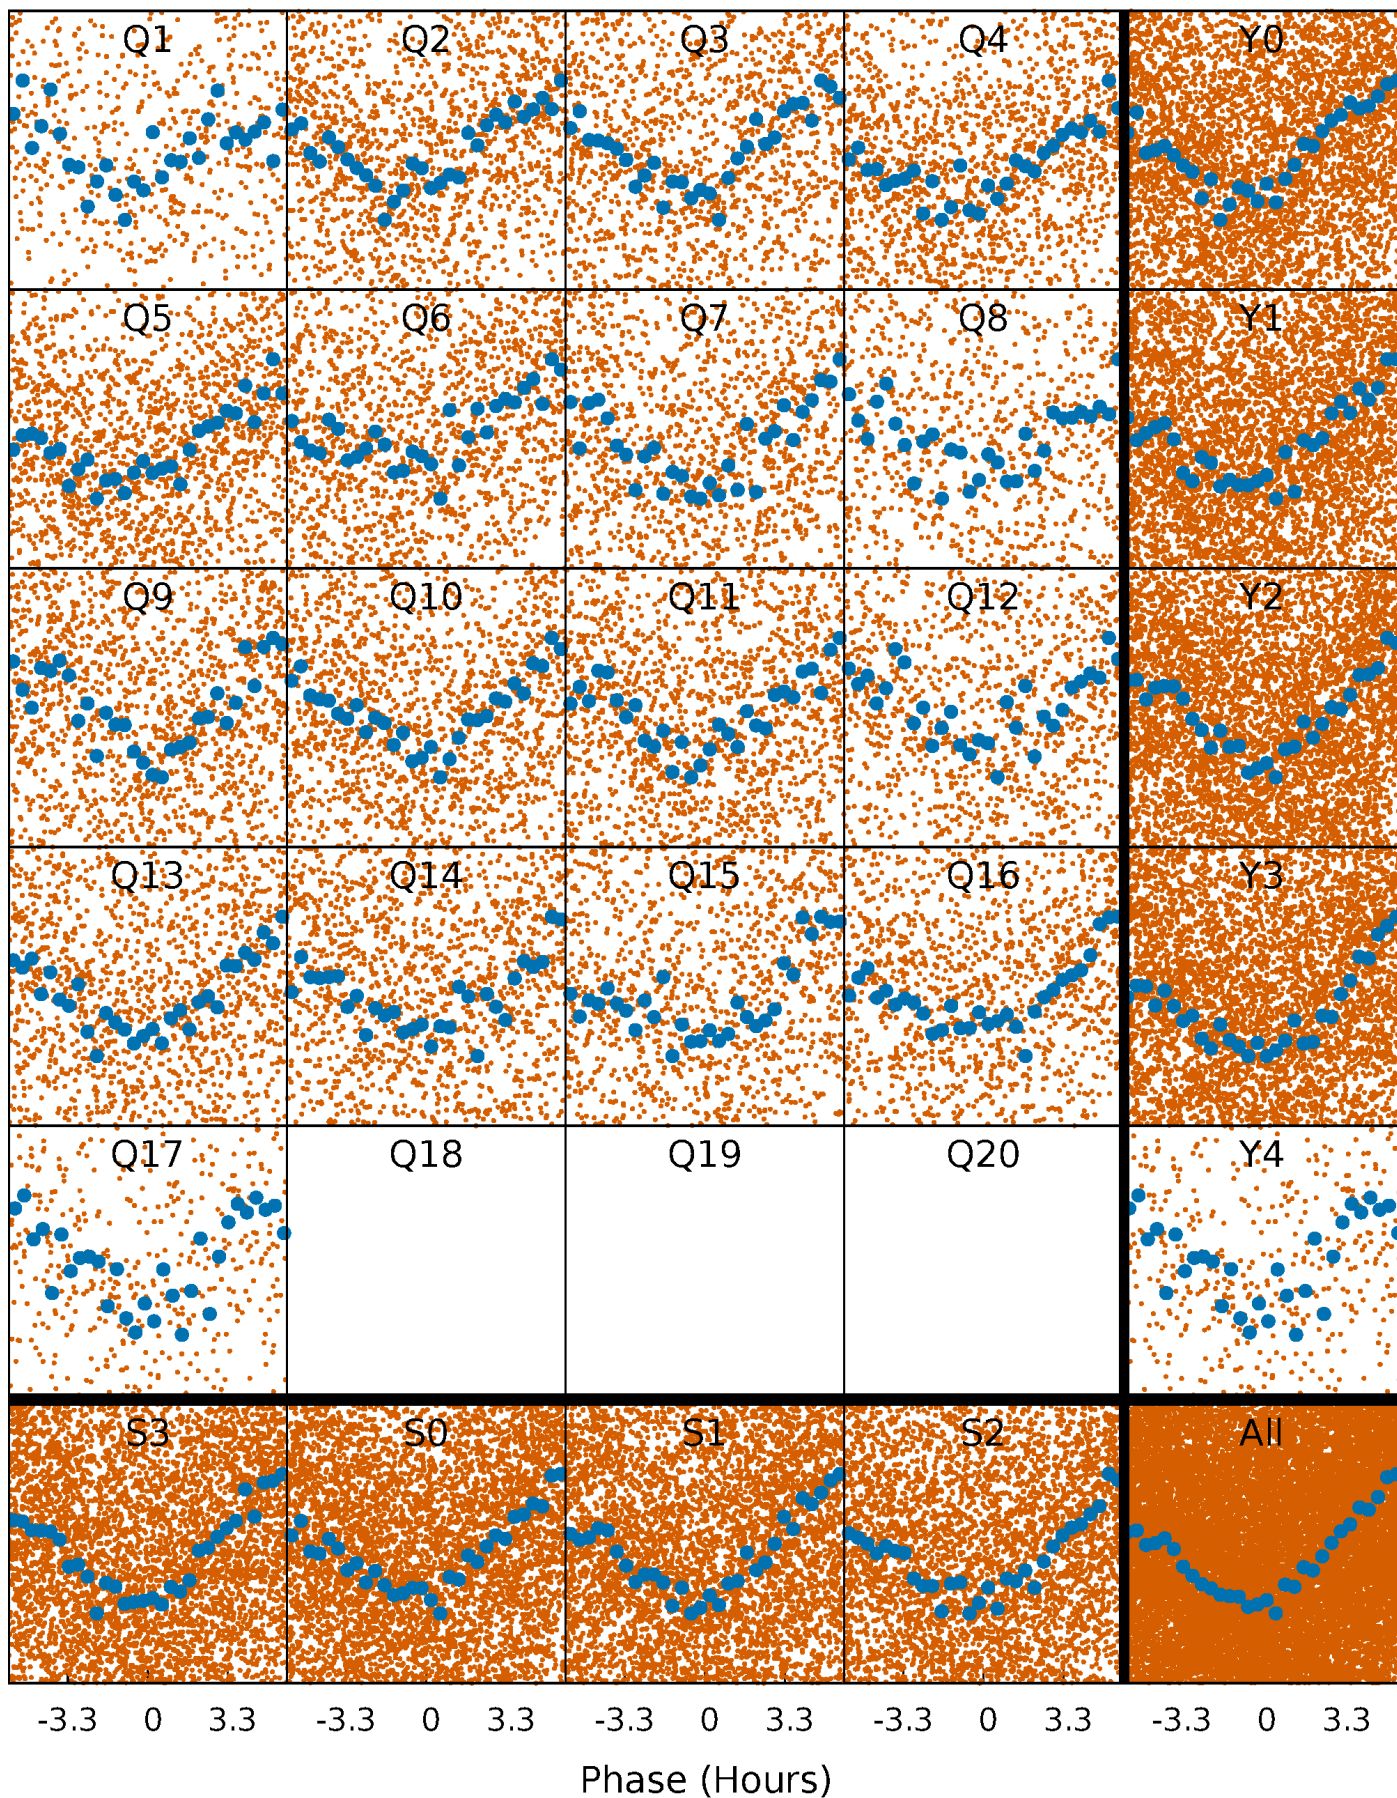 Q1 Q2 Q3 Q4 Y0
Q5 Q6 Q7 Q8 Y1
Q9 Q10 Q11 Q12 Y2
Q13 Q14 Q15 Q16 Y3
Q17 Q18 Q19 Q20 Y4
S3 S0 S1 S2 All
-3.3 0 3.3 -3.3 0 3.3 -3.3 0 3.3 -3.3 0 3.3 -3.3 0 3.3
Phase (Hours)